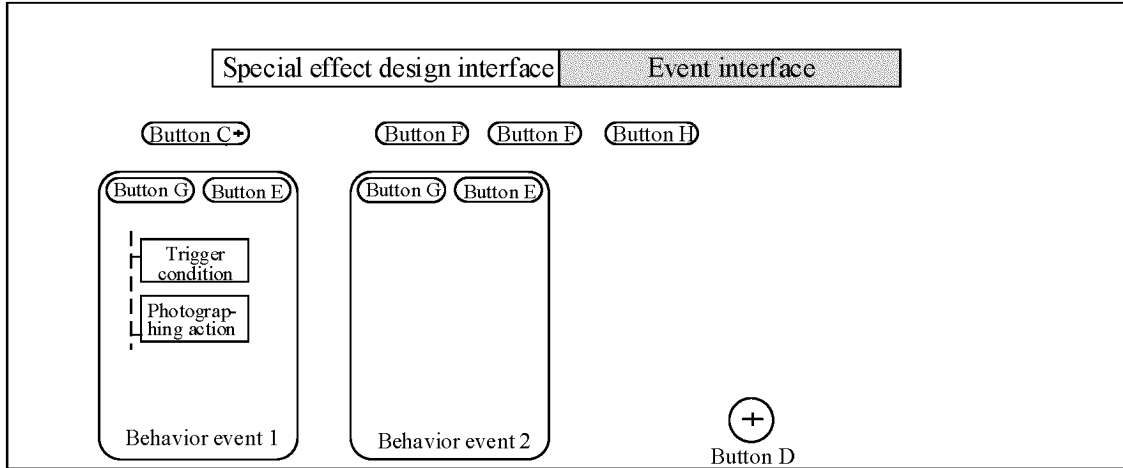 Special effect design interface Event interface
Button C+ Button F Button F Button H
Button G Button E Button G Button E
Trigger
condition
Photograp-
hing action
Behavior event 1 Behavior event 2
+
Button D